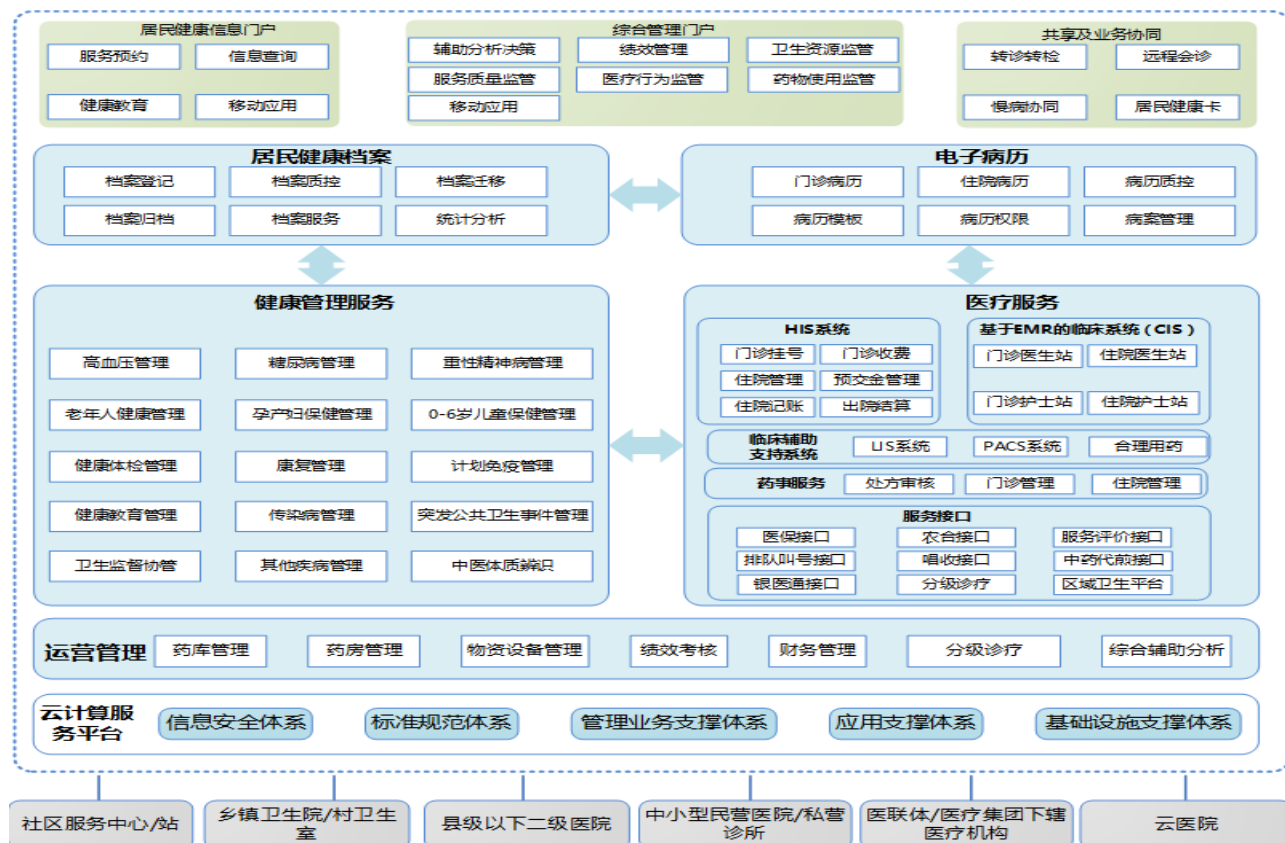 居民健康信息门户
服务预约
信息查询
健康教育
移动应用
综合管理门户
辅助分析决策
绩效管理
卫生资源监管
服务质量监管
医疗行为监管
药物使用监管
移动应用
共享及业务协同
转诊转检
远程会诊
慢病协同
居民健康卡
居民健康档案
档案登记
档案质控
档案迁移
档案归档
档案服务
统计分析
电子病历
门诊病历
住院病历
病历质控
病历模板
病历权限
病案管理
健康管理服务
高血压管理
糖尿病管理
重性精神病管理
老年人健康管理
孕产妇保健管理
0-6岁儿童保健管理
健康体检管理
康复管理
计划免疫管理
健康教育管理
传染病管理
突发公共卫生事件管理
卫生监督协管
其他疾病管理
中医体质辨识
医疗服务
HIS系统
门诊挂号
门诊收费
住院管理
预交金管理
住院记账
出院结算
基于EMR的临床系统（CIS）
门诊医生站
住院医生站
门诊护士站
住院护士站
临床辅助
支持系统
LIS系统
PACS系统
合理用药
药事服务
处方审核
门诊管理
住院管理
服务接口
医保接口
农合接口
服务评价接口
排队叫号接口
唱收接口
中药代煎接口
银医通接口
分级诊疗
区域卫生平台
运营管理
药库管理
药房管理
物资设备管理
绩效考核
财务管理
分级诊疗
综合辅助分析
云计算服
务平台
信息安全体系
标准规范体系
管理业务支撑体系
应用支撑体系
基础设施支撑体系
社区服务中心/站
乡镇卫生院/村卫生
室
县级以下二级医院
中小型民营医院/私营
诊所
医联体/医疗集团下辖
医疗机构
云医院